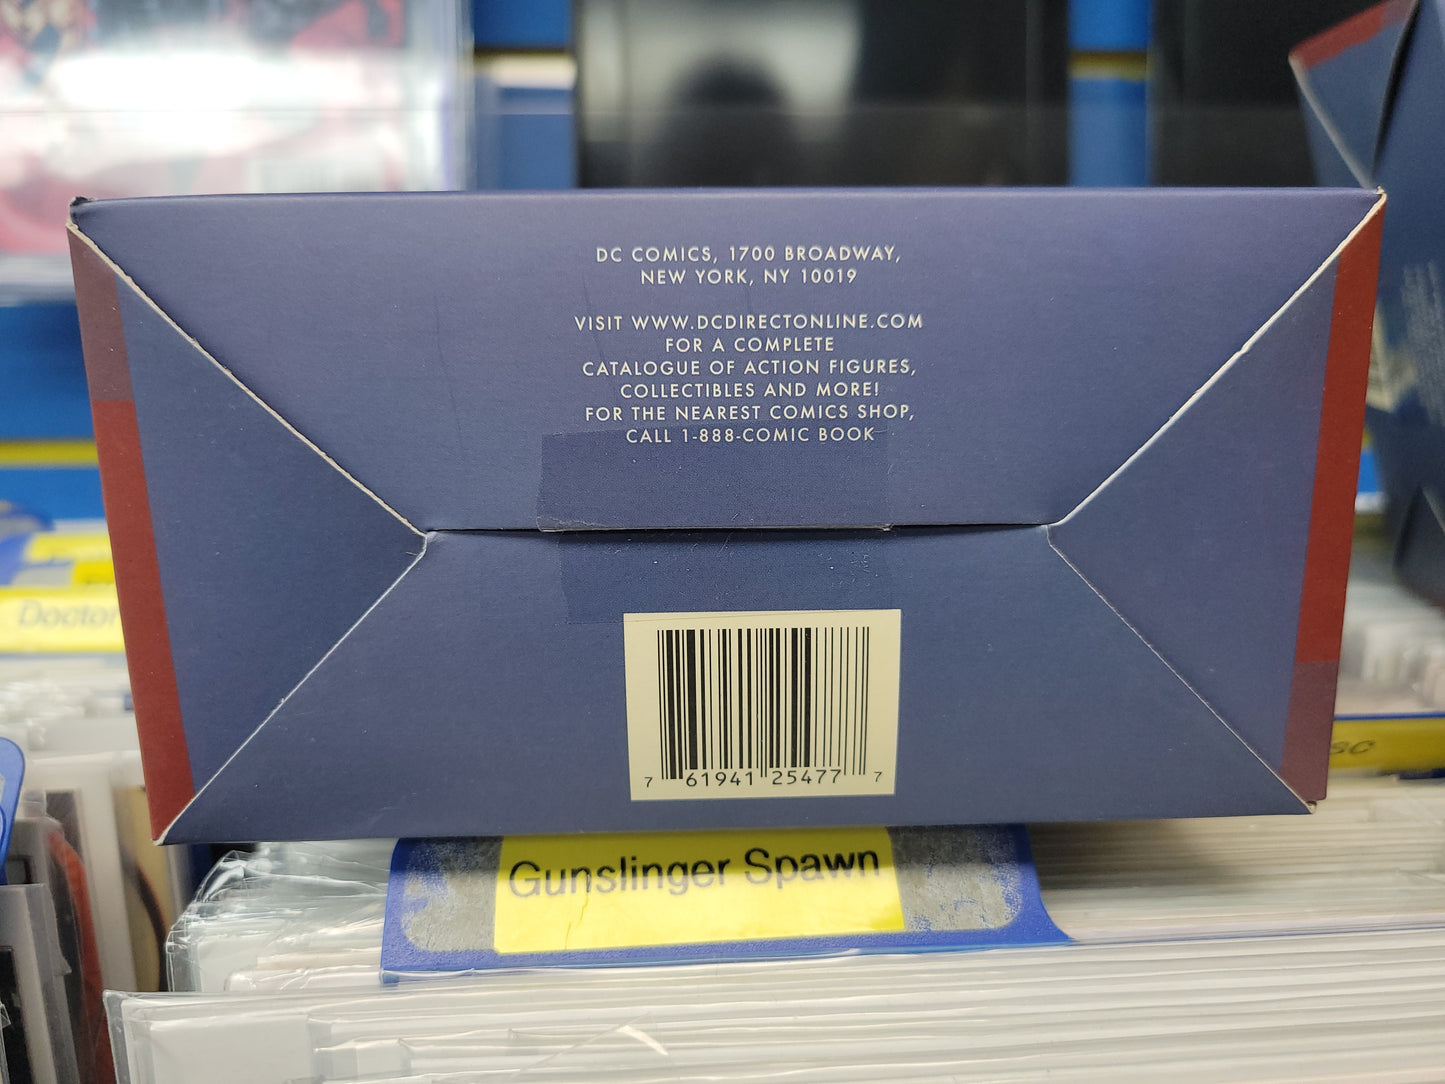 DC COMICS, 1700 BROADWAY,
NEW YORK, NY 10019
VISIT WWW.DCDIRECTONLINE.COM
FOR A COMPLETE
CATALOGUE OF ACTION FIGURES,
COLLECTIBLES AND MORE!
FOR THE NEAREST COMICS SHOP,
CALL 1-888-COMIC BOOK
7 61941 25477 7
Doctor
Gunslinger Spawn